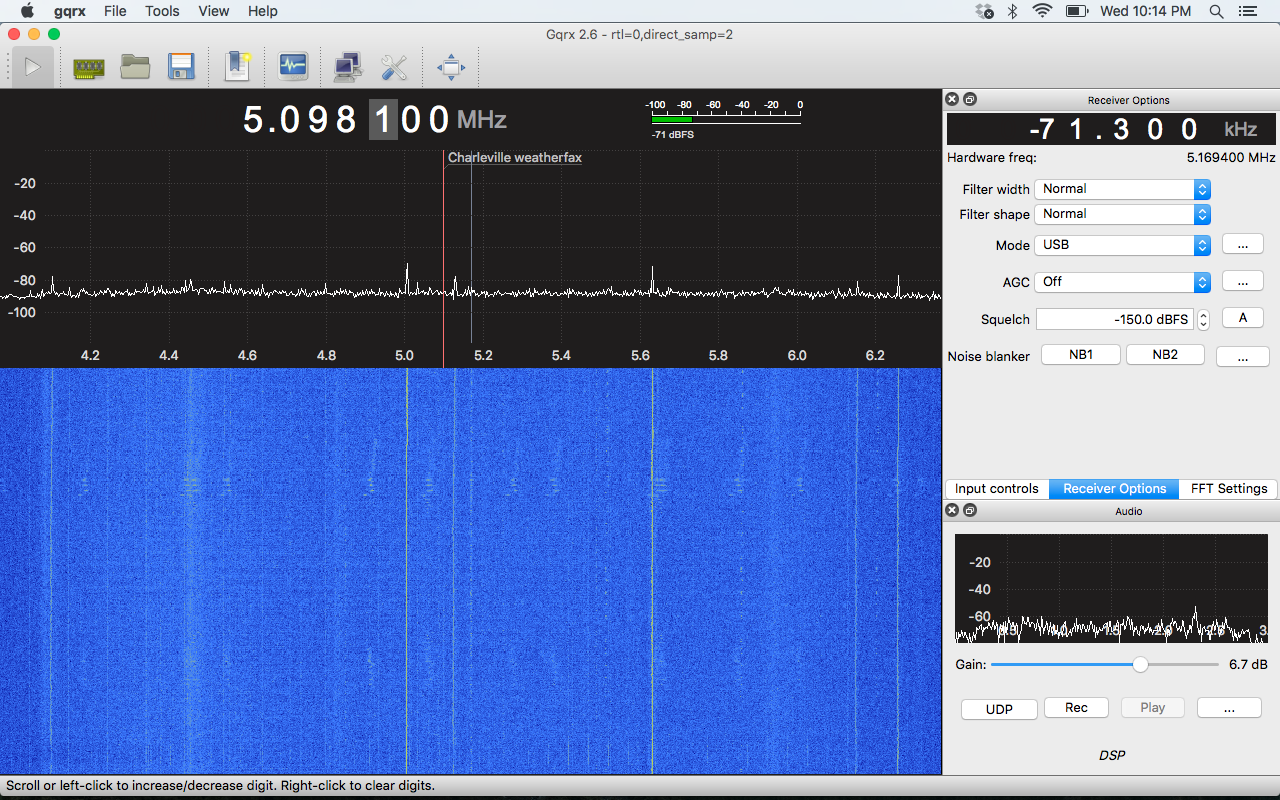 gqrx File Tools View Help Wed 10:14 PM
Gqrx 2.6 - rtl=0,direct_samp=2
5.098 100 MHz
-100 -80 -60 -40 -20 0
-71 dBFS
Charleville weatherfax
-20
-40
-60
-80
-100
4.2 4.4 4.6 4.8 5.0 5.2 5.4 5.6 5.8 6.0 6.2
Receiver Options
-71.300 kHz
Hardware freq: 5.169400 MHz
Filter width Normal
Filter shape Normal
Mode USB ...
AGC Off ...
Squelch -150.0 dBFS A
Noise blanker NB1 NB2 ...
Input controls Receiver Options FFT Settings
Audio
-20
-40
-60
Gain: 6.7 dB
UDP Rec Play ...
DSP
Scroll or left-click to increase/decrease digit. Right-click to clear digits.